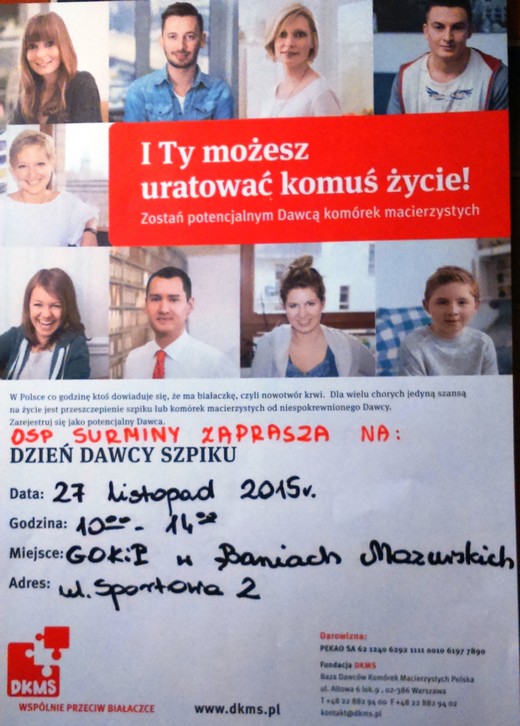 I Ty możesz
uratować komuś życie!
Zostań potencjalnym Dawcą komórek macierzystych
W Polsce co godzinę ktoś dowiaduje się, że ma białaczkę, czyli nowotwór krwi. Dla wielu chorych jedyną szansą
na życie jest przeszczepienie szpiku lub komórek macierzystych od niespokrewnionego Dawcy.
Zarejestruj się jako potencjalny Dawca.
OSP SURMINY ZAPRASZA NA:
DZIEŃ DAWCY SZPIKU
Data: 27 listopad 2015r.
Godzina: 10⁰⁰- 14³⁰
Miejsce: GOKiP w Baniach Mazurskich
Adres: ul. Sportowa 2
DKMS
WSPÓLNIE PRZECIW BIAŁACZCE
www.dkms.pl
Darowizna:
PEKAO SA 62 1240 6292 1111 0010 6197 7890
Fundacja DKMS
Baza Dawców Komórek Macierzystych Polska
ul. Altowa 6 lok.9 , 02-386 Warszawa
T +48 22 882 94 00 F +48 22 882 94 02
kontakt@dkms.pl